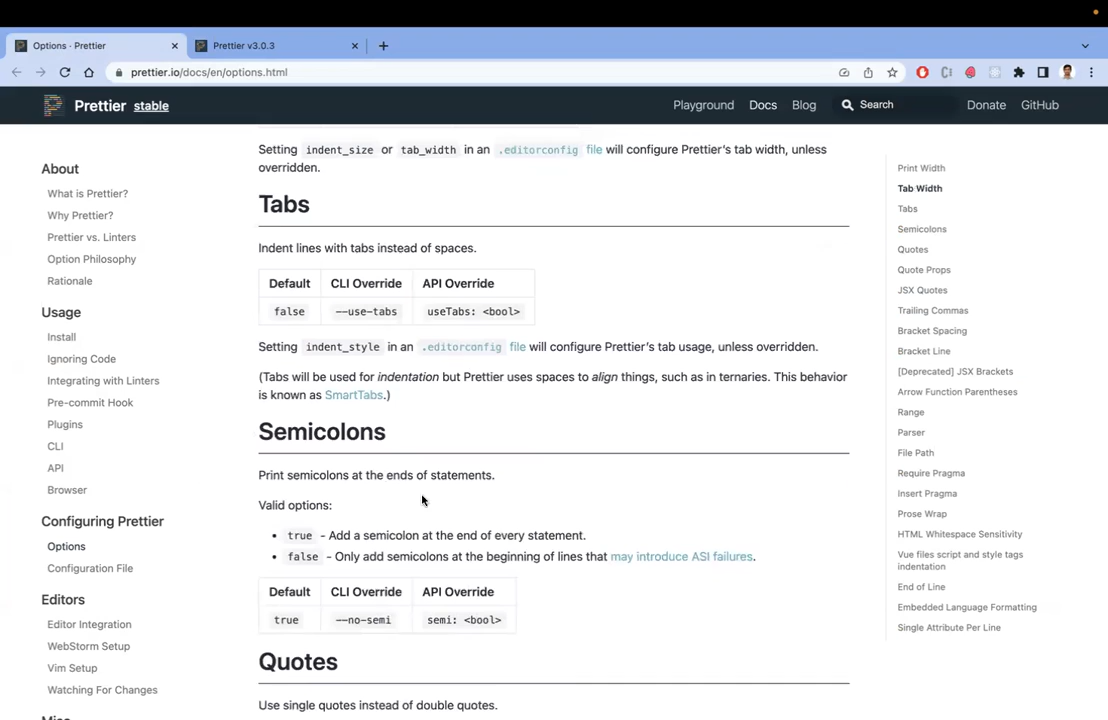 Options · Prettier
Prettier v3.0.3
prettier.io/docs/en/options.html
Prettier stable
Playground
Docs
Blog
Search
Donate
GitHub
About
What is Prettier?
Why Prettier?
Prettier vs. Linters
Option Philosophy
Rationale
Usage
Install
Ignoring Code
Integrating with Linters
Pre-commit Hook
Plugins
CLI
API
Browser
Configuring Prettier
Options
Configuration File
Editors
Editor Integration
WebStorm Setup
Vim Setup
Watching For Changes
Setting indent_size or tab_width in an .editorconfig file will configure Prettier's tab width, unless
overridden.
Tabs
Indent lines with tabs instead of spaces.
Default CLI Override API Override
false --use-tabs useTabs: <bool>
Setting indent_style in an .editorconfig file will configure Prettier's tab usage, unless overridden.
(Tabs will be used for indentation but Prettier uses spaces to align things, such as in ternaries. This behavior
is known as SmartTabs.)
Semicolons
Print semicolons at the ends of statements.
Valid options:
• true - Add a semicolon at the end of every statement.
• false - Only add semicolons at the beginning of lines that may introduce ASI failures.
Default CLI Override API Override
true --no-semi semi: <bool>
Quotes
Use single quotes instead of double quotes.
Print Width
Tab Width
Tabs
Semicolons
Quotes
Quote Props
JSX Quotes
Trailing Commas
Bracket Spacing
Bracket Line
[Deprecated] JSX Brackets
Arrow Function Parentheses
Range
Parser
File Path
Require Pragma
Insert Pragma
Prose Wrap
HTML Whitespace Sensitivity
Vue files script and style tags
indentation
End of Line
Embedded Language Formatting
Single Attribute Per Line